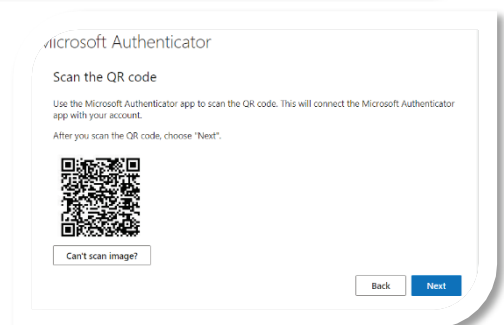 Microsoft Authenticator
Scan the QR code
Use the Microsoft Authenticator app to scan the QR code. This will connect the Microsoft Authenticator
app with your account.
After you scan the QR code, choose "Next".
Can't scan image?
Back
Next